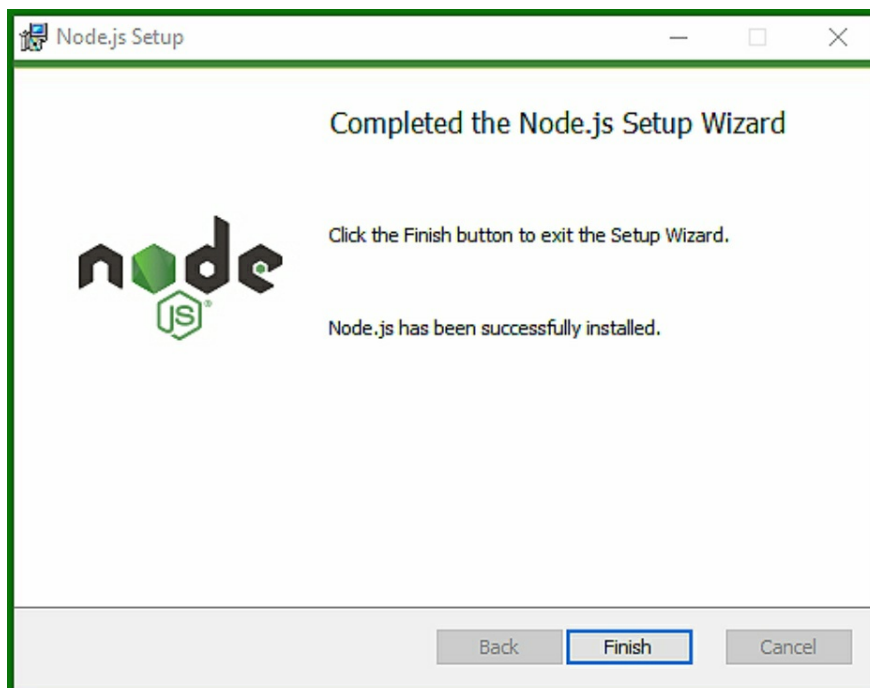 Node.js Setup
Completed the Node.js Setup Wizard
Click the Finish button to exit the Setup Wizard.
node
JS®
Node.js has been successfully installed.
Back
Finish
Cancel